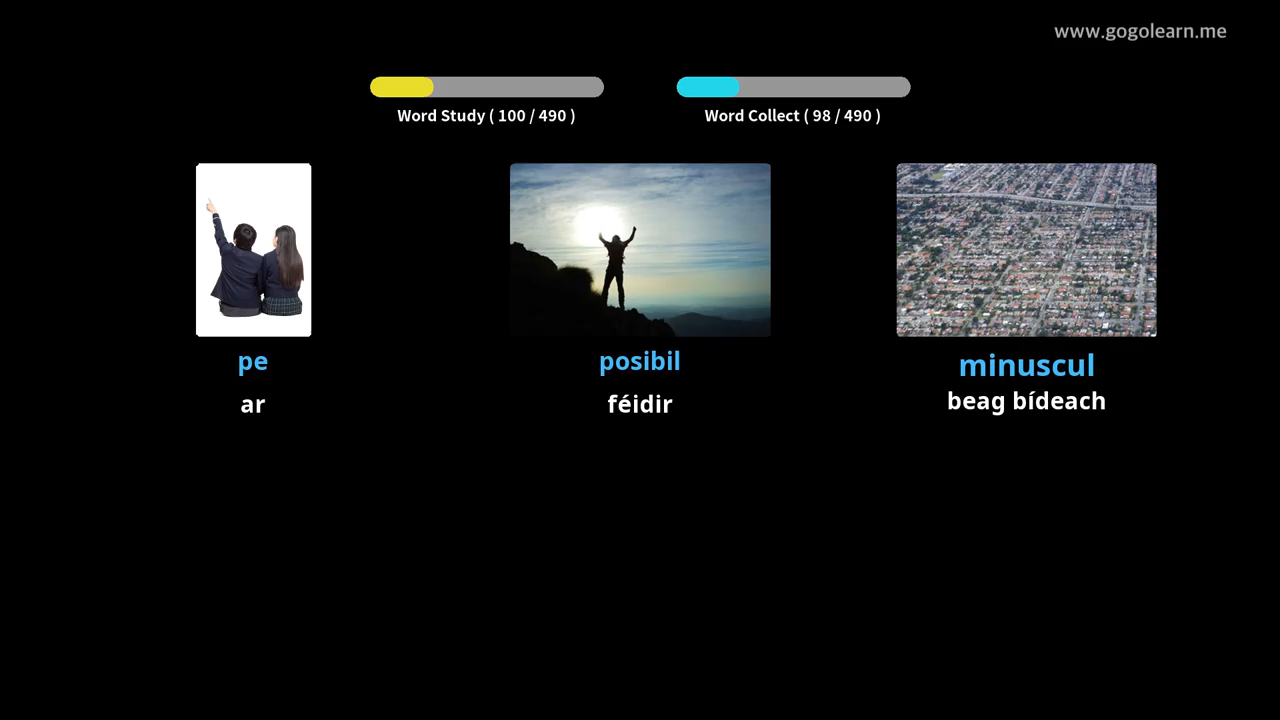 www.gogolearn.me
Word Study ( 100 / 490 )
Word Collect ( 98 / 490 )
pe
ar
posibil
féidir
minuscul
beag bídeach